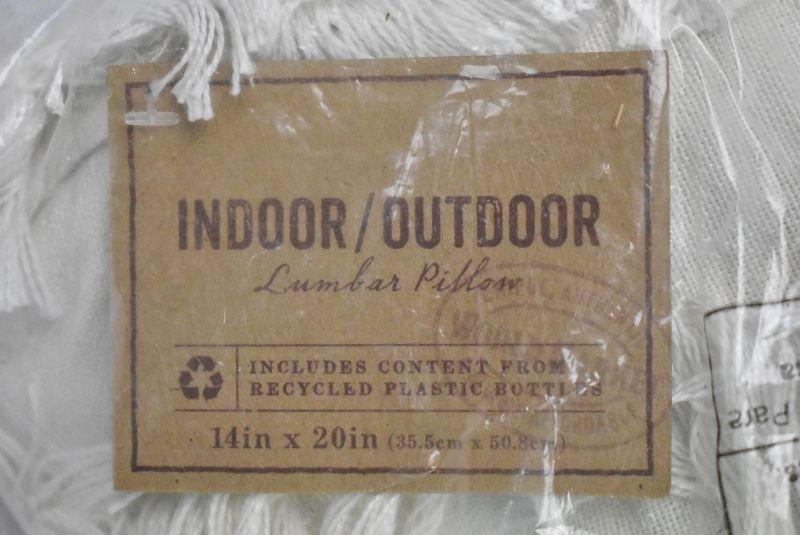 INDOOR/OUTDOOR
Lumbar Pillow
INCLUDES CONTENT FROM
RECYCLED PLASTIC BOTTLES
14in x 20in (35.5cm x 50.8cm)